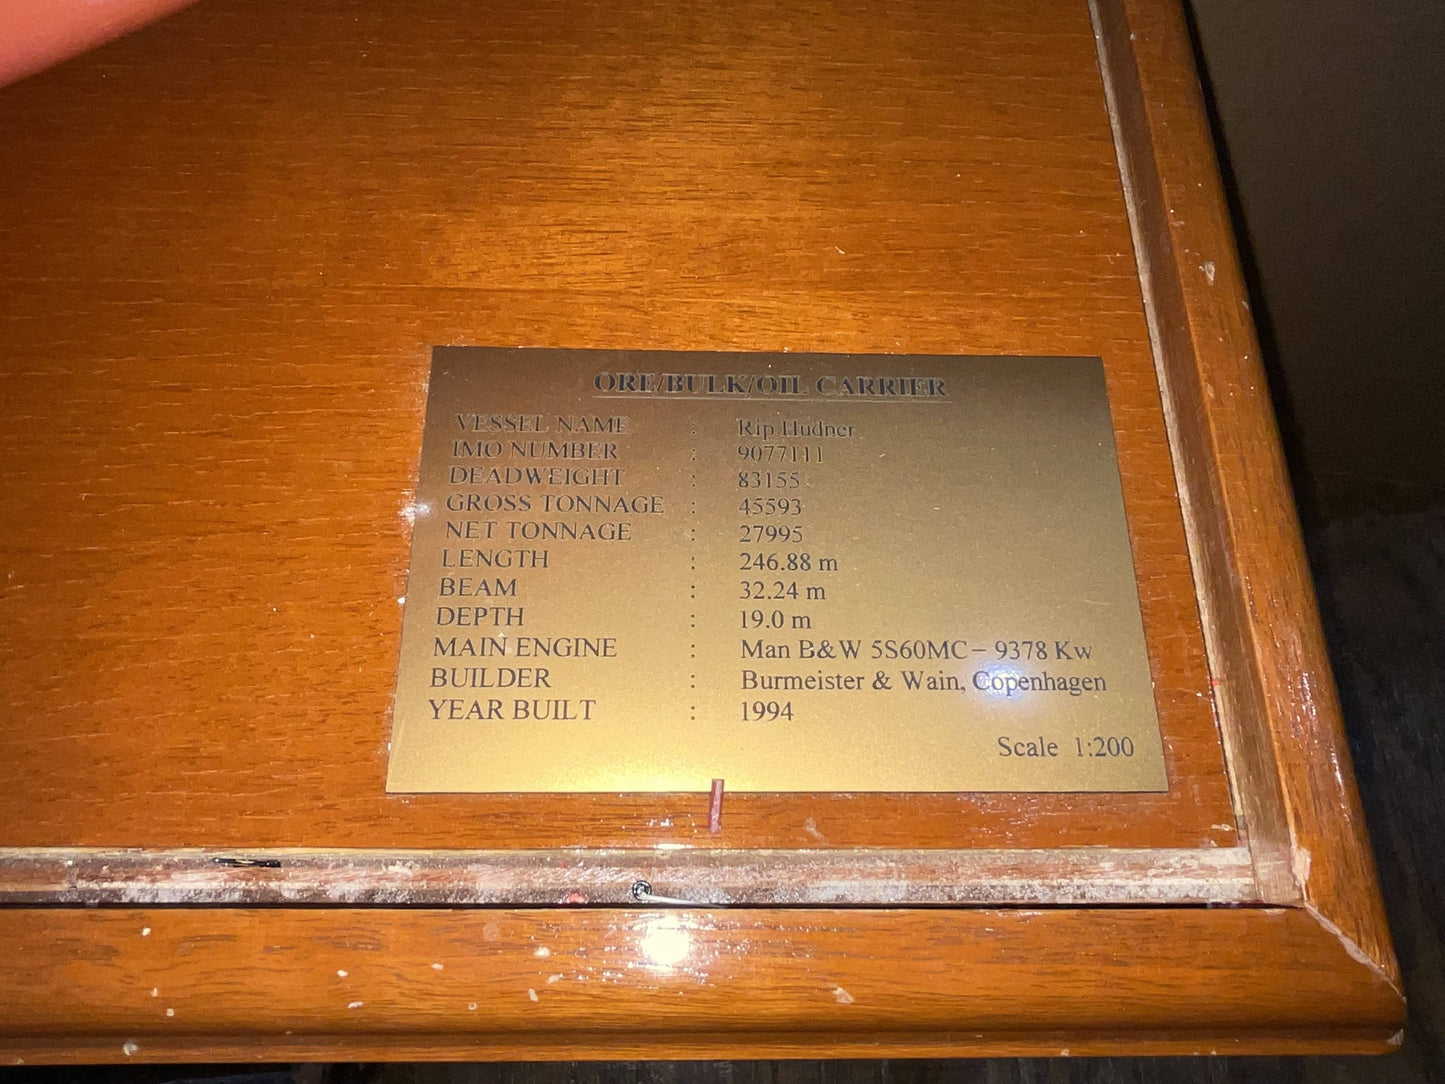 ORE/BULK/OIL CARRIER
VESSEL NAME : Rip Hudner
IMO NUMBER : 9077111
DEADWEIGHT : 83155
GROSS TONNAGE : 45593
NET TONNAGE : 27995
LENGTH : 246.88 m
BEAM : 32.24 m
DEPTH : 19.0 m
MAIN ENGINE : Man B&W 5S60MC – 9378 Kw
BUILDER : Burmeister & Wain, Copenhagen
YEAR BUILT : 1994
Scale 1:200